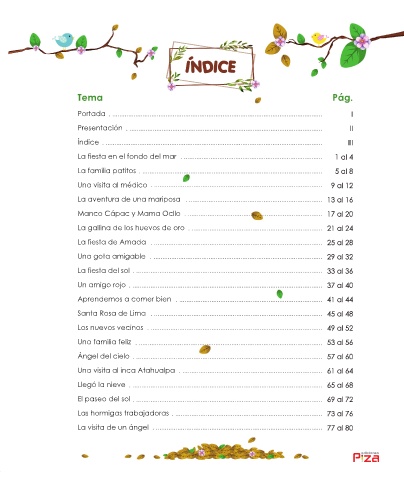 ÍNDICE
Tema Pág.
Portada I
Presentación II
Índice III
La fiesta en el fondo del mar 1 al 4
La familia patitos 5 al 8
Una visita al médico 9 al 12
La aventura de una mariposa 13 al 16
Manco Cápac y Mama Ocllo 17 al 20
La gallina de los huevos de oro 21 al 24
La fiesta de Amada 25 al 28
Una gota amigable 29 al 32
La fiesta del sol 33 al 36
Un amigo rojo 37 al 40
Aprendemos a comer bien 41 al 44
Santa Rosa de Lima 45 al 48
Los nuevos vecinos 49 al 52
Una familia feliz 53 al 56
Ángel del cielo 57 al 60
Una visita al inca Atahualpa 61 al 64
Llegó la nieve 65 al 68
El paseo del sol 69 al 72
Las hormigas trabajadoras 73 al 76
La visita de un ángel 77 al 80